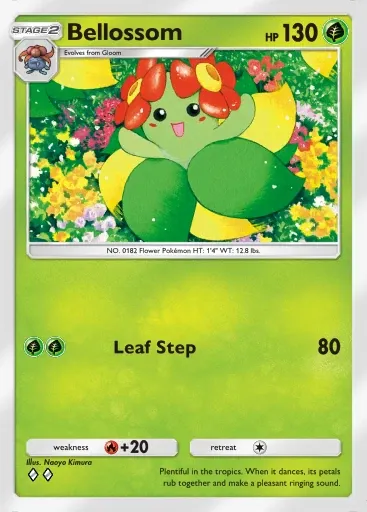 STAGE 2 Bellossom HP 130
Evolves from Gloom
NO. 0182 Flower Pokémon HT: 1'4" WT: 12.8 lbs.
Leaf Step 80
weakness +20 retreat
Illus. Naoyo Kimura
Plentiful in the tropics. When it dances, its petals
rub together and make a pleasant ringing sound.